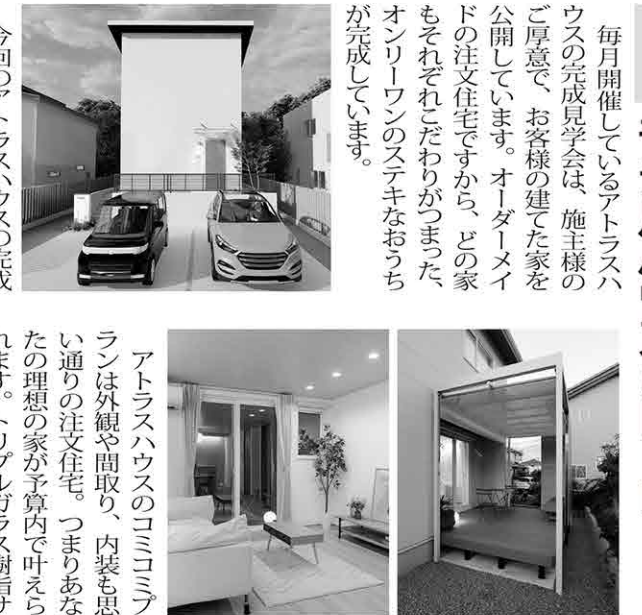 毎月開催しているアトラスハ
ウスの完成見学会は、施主様の
ご厚意で、お客様の建てた家を
公開しています。オーダーメイ
ドの注文住宅ですから、どの家
もそれぞれこだわりがつまった、
オンリーワンのステキなおうち
が完成しています。
今回のアトラスハウスの完成
アトラスハウスのコミコミプ
ランは外観や間取り、内装も思
い通りの注文住宅。つまりあな
たの理想の家が予算内で叶えら
れます。トリプルガラス樹脂サ